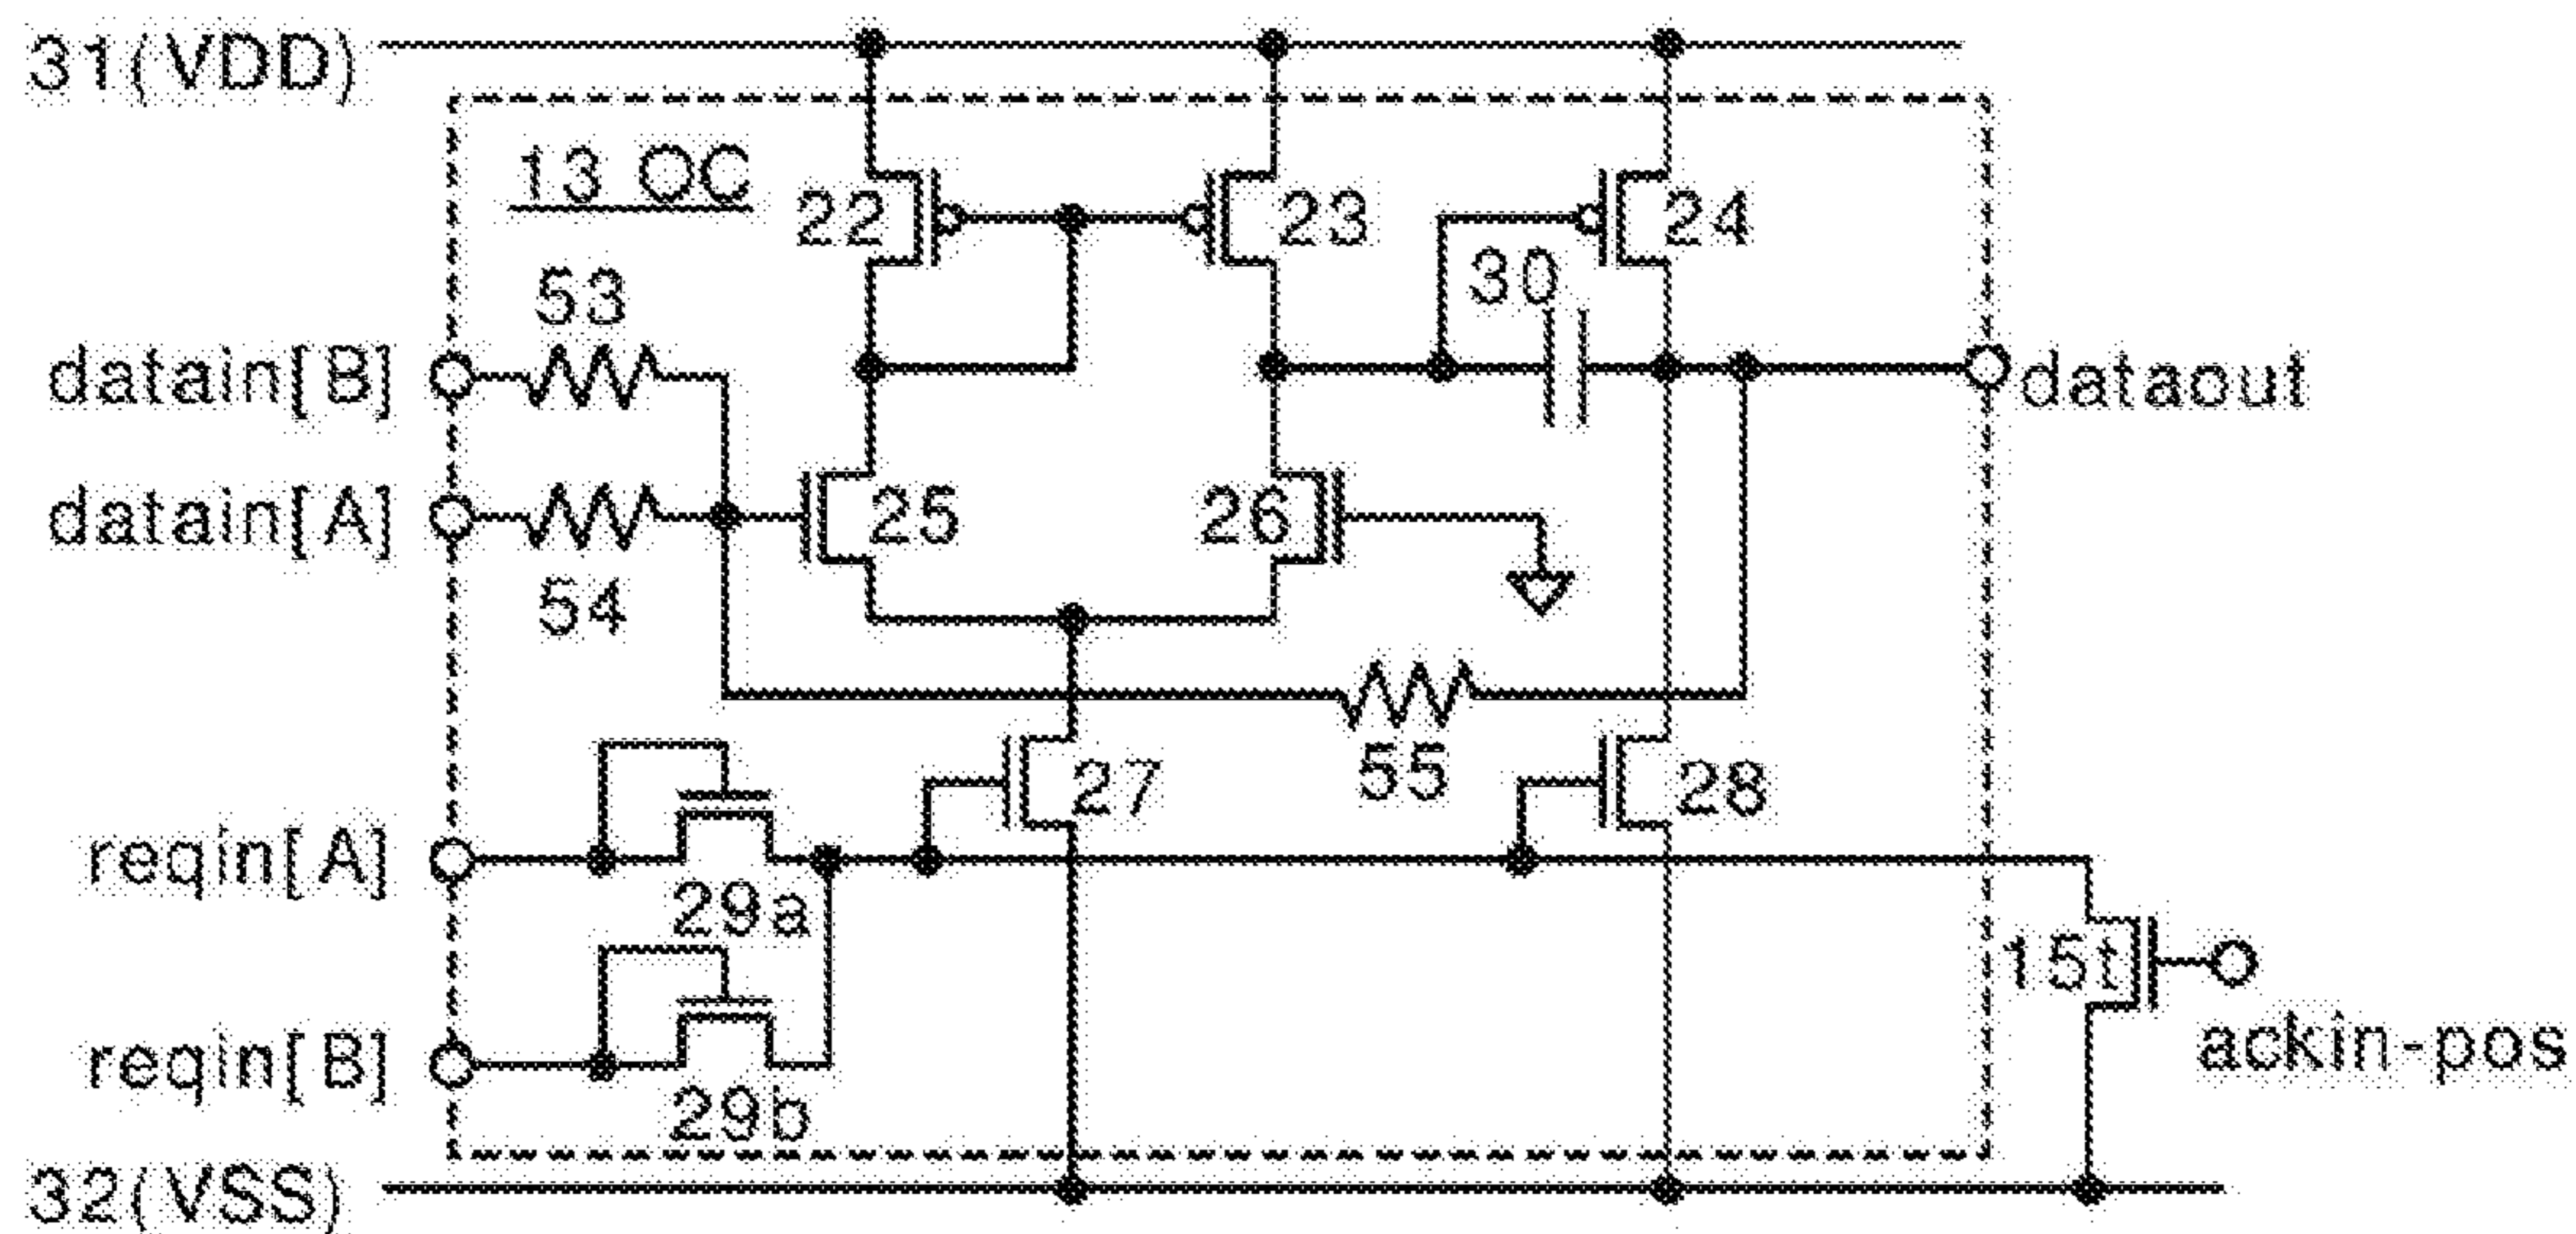 31(VDD)
13 OC
22
23
24
53
30
datain[B]
dataout
datain[A]
25
26
54
27
55
28
reqin[A]
29a
15t
reqin[B]
ackin-pos
29b
32(VSS)